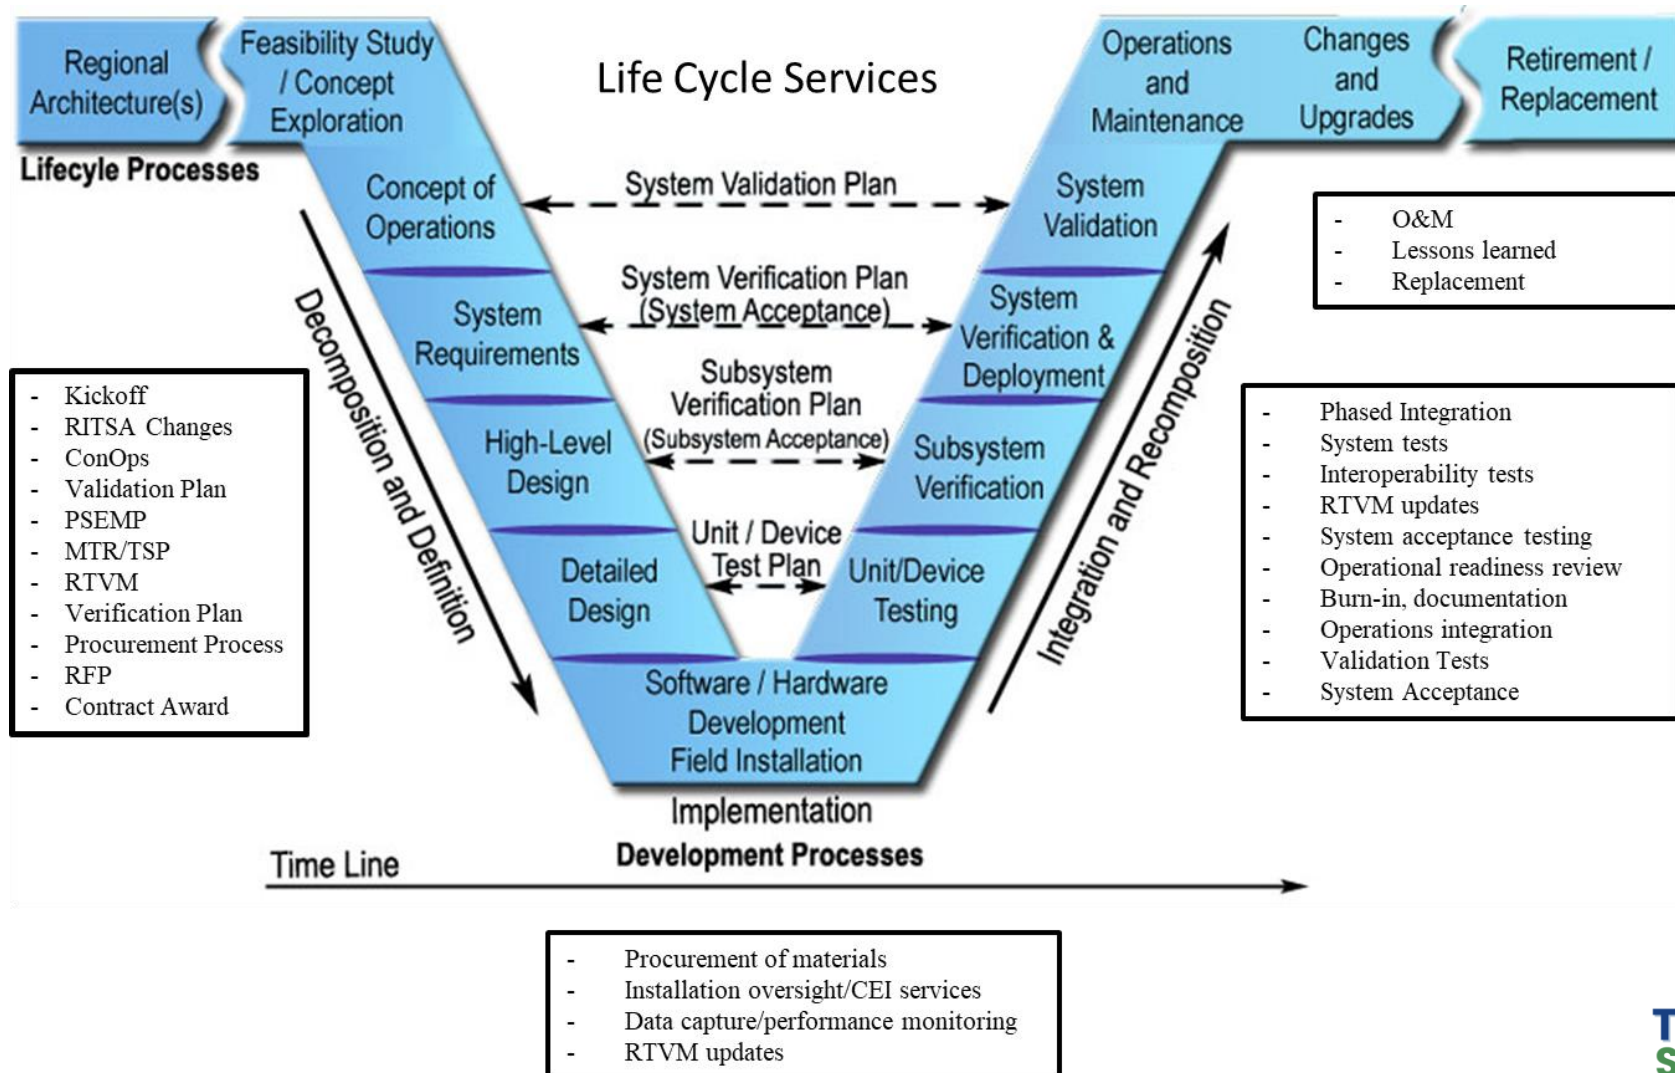 Regional
Architecture(s)
Feasibility Study
/ Concept
Exploration
Life Cycle Services
Operations
and
Maintenance
Changes
and
Upgrades
Retirement /
Replacement
Lifecyle Processes
Concept of
Operations
System Validation Plan
System
Validation
- O&M
- Lessons learned
- Replacement
System
Requirements
System Verification Plan
(System Acceptance)
System
Verification &
Deployment
Decomposition and Definition
Integration and Recomposition
- Kickoff
- RITSA Changes
- ConOps
- Validation Plan
- PSEMP
- MTR/TSP
- RTVM
- Verification Plan
- Procurement Process
- RFP
- Contract Award
High-Level
Design
Subsystem
Verification Plan
(Subsystem Acceptance)
Subsystem
Verification
- Phased Integration
- System tests
- Interoperability tests
- RTVM updates
- System acceptance testing
- Operational readiness review
- Burn-in, documentation
- Operations integration
- Validation Tests
- System Acceptance
Detailed
Design
Unit / Device
Test Plan
Unit/Device
Testing
Software / Hardware
Development
Field Installation
Implementation
Development Processes
Time Line
- Procurement of materials
- Installation oversight/CEI services
- Data capture/performance monitoring
- RTVM updates
T
S